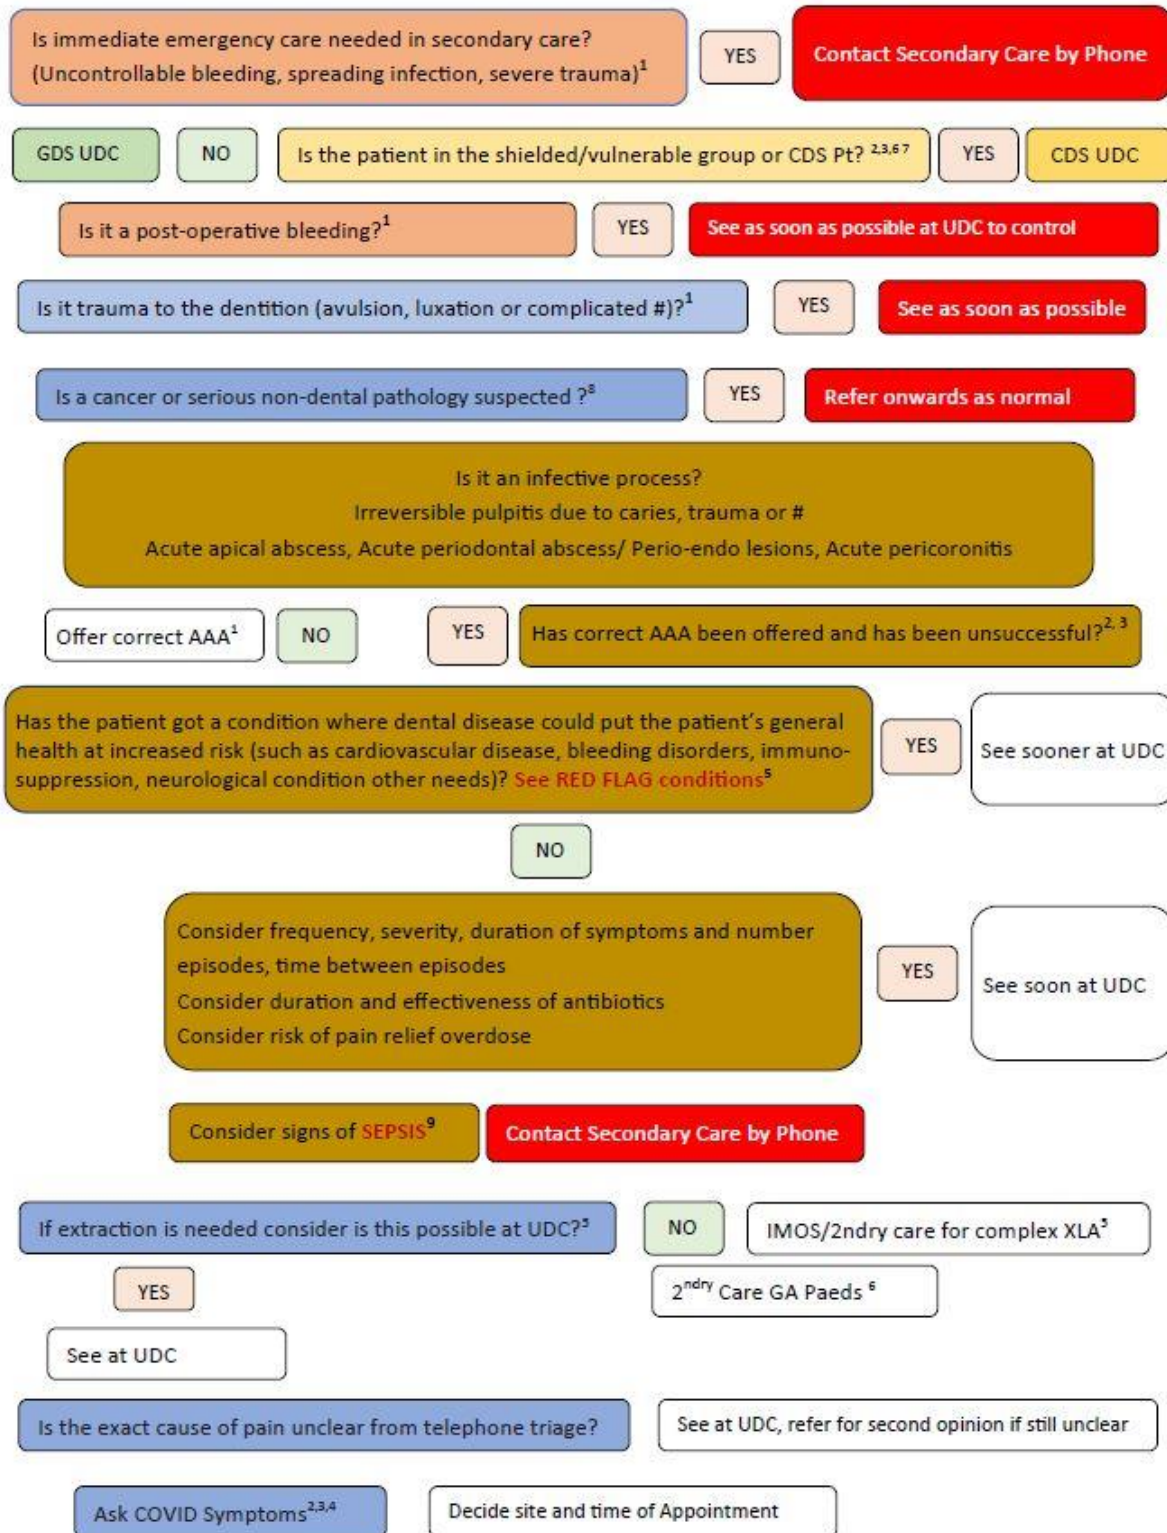 Is immediate emergency care needed in secondary care?
(Uncontrollable bleeding, spreading infection, severe trauma)¹
YES
Contact Secondary Care by Phone
GDS UDC
NO
Is the patient in the shielded/vulnerable group or CDS Pt? ²,³,⁶ ⁷
YES
CDS UDC
Is it a post-operative bleeding?¹
YES
See as soon as possible at UDC to control
Is it trauma to the dentition (avulsion, luxation or complicated #)?¹
YES
See as soon as possible
Is a cancer or serious non-dental pathology suspected ?⁸
YES
Refer onwards as normal
Is it an infective process?
Irreversible pulpitis due to caries, trauma or #
Acute apical abscess, Acute periodontal abscess/ Perio-endo lesions, Acute pericoronitis
Offer correct AAA¹
NO
YES
Has correct AAA been offered and has been unsuccessful?²,³
Has the patient got a condition where dental disease could put the patient's general
health at increased risk (such as cardiovascular disease, bleeding disorders, immuno-
suppression, neurological condition other needs)? See RED FLAG conditions⁵
YES
See sooner at UDC
NO
Consider frequency, severity, duration of symptoms and number
episodes, time between episodes
Consider duration and effectiveness of antibiotics
Consider risk of pain relief overdose
YES
See soon at UDC
Consider signs of SEPSIS⁹
Contact Secondary Care by Phone
If extraction is needed consider is this possible at UDC?⁵
NO
IMOS/2ndry care for complex XLA⁵
YES
2ⁿᵈʳʸ Care GA Paeds ⁶
See at UDC
Is the exact cause of pain unclear from telephone triage?
See at UDC, refer for second opinion if still unclear
Ask COVID Symptoms²,³,⁴
Decide site and time of Appointment